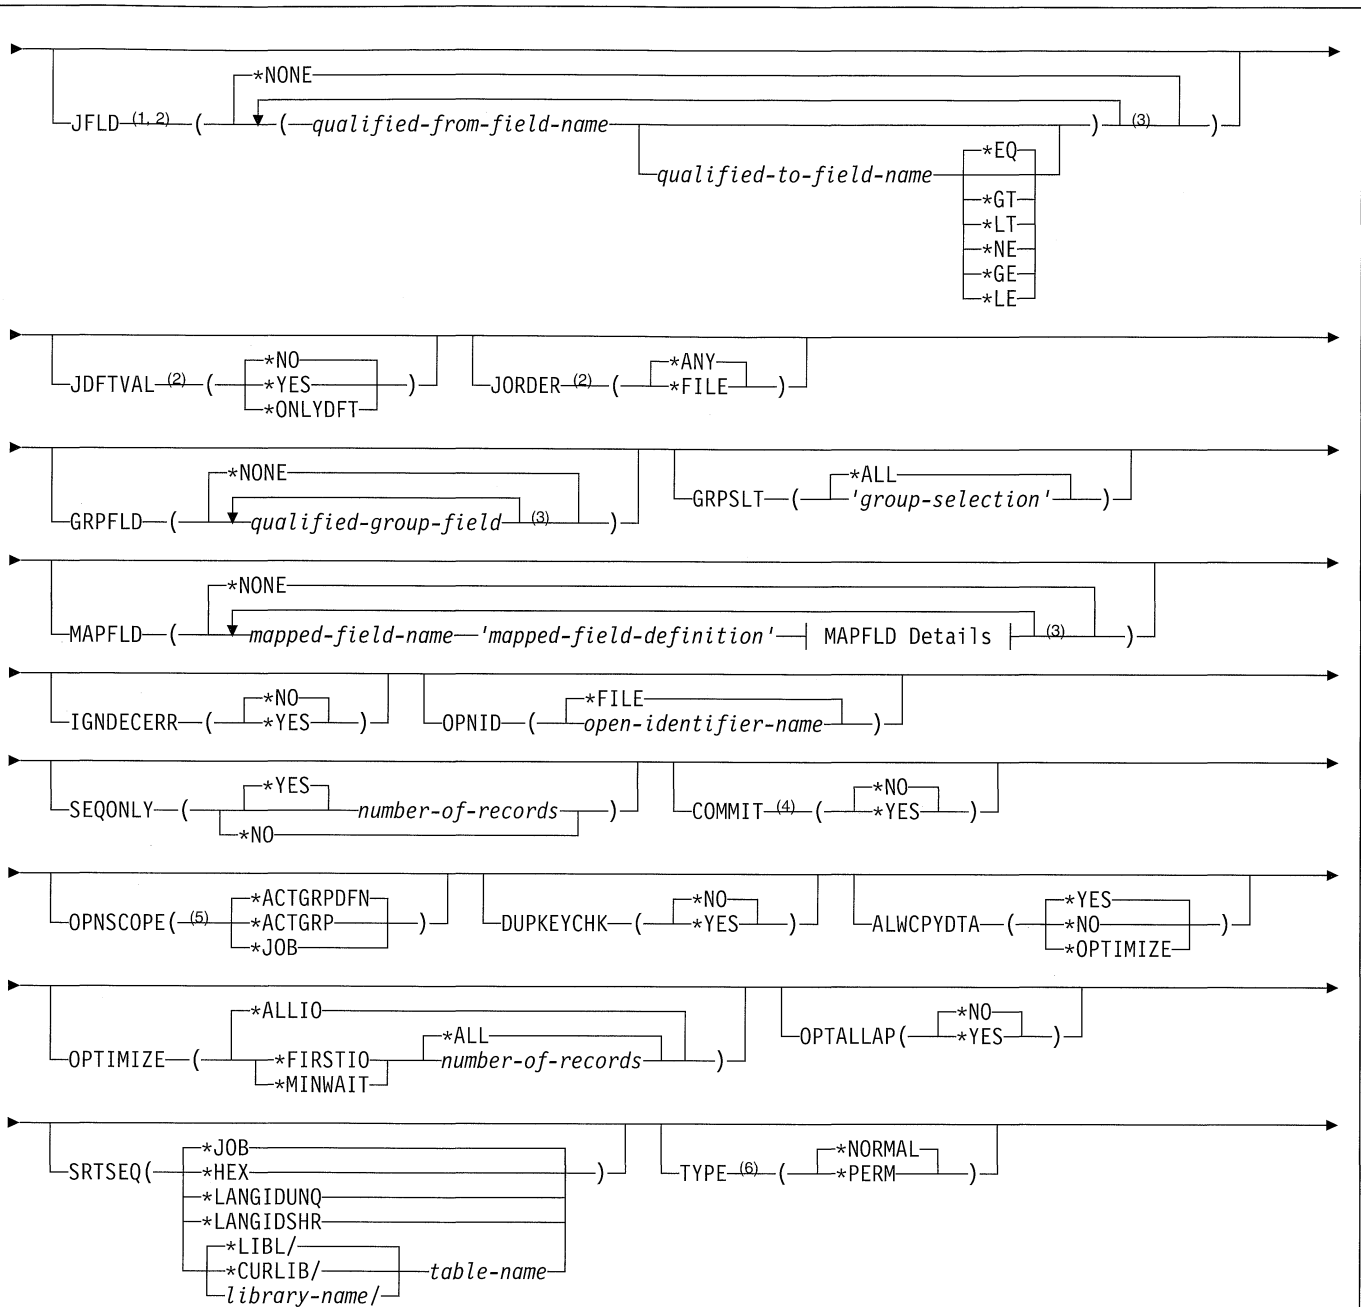 *NONE
JFLD (1, 2) ( ( qualified-from-field-name ) (3) )
*EQ
qualified-to-field-name
*GT
*LT
*NE
*GE
*LE
*NO *ANY
JDFTVAL (2) ( *YES ) JORDER (2) ( *FILE )
*ONLYDFT
*NONE *ALL
GRPSLT ( 'group-selection' )
GRPFLD ( qualified-group-field (3) )
*NONE
MAPFLD ( mapped-field-name 'mapped-field-definition' MAPFLD Details (3) )
*NO *FILE
IGNDECERR ( *YES ) OPNID ( open-identifier-name )
*YES *NO
SEQONLY ( number-of-records ) COMMIT (4) ( *YES )
*NO
*ACTGRPDFN *NO *YES
OPNSCOPE( (5) *ACTGRP ) DUPKEYCHK ( *YES ) ALWCPYDTA ( *NO )
*JOB *OPTIMIZE
*ALLIO *NO
*ALL OPTALLAP( *YES )
OPTIMIZE ( *FIRSTIO number-of-records )
*MINWAIT
*JOB *NORMAL
SRTSEQ( *HEX ) TYPE (6) ( *PERM )
*LANGIDUNQ
*LANGIDSHR
*LIBL/
*CURLIB/ table-name
library-name/